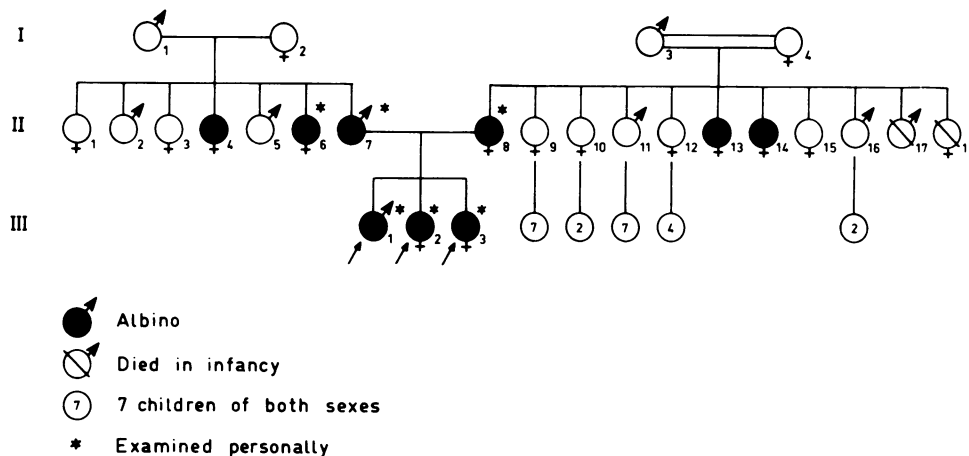 I
1 2 3 4
II
1 2 3 4 5 6 7 8 9 10 11 12 13 14 15 16 17 1
III
1 2 3 7 2 7 4 2
Albino
Died in infancy
7 7 children of both sexes
* Examined personally